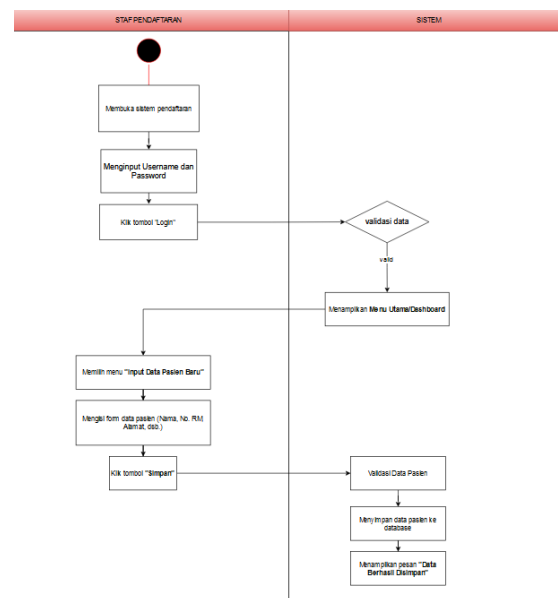 STAF PENDAFTARAN
SISTEM
Membuka sistem pendaftaran
Menginput Username dan
Password
Klik tombol "Login"
validasi data
valid
Menampilkan Menu Utama/Dashboard
Memilih menu "Input Data Pasien Baru"
Mengisi form data pasien (Nama, No. RM,
Alamat, dsb.)
Klik tombol "Simpan"
Validasi Data Pasien
Menyimpan data pasien ke
database
Menampilkan pesan "Data
Berhasil Disimpan"